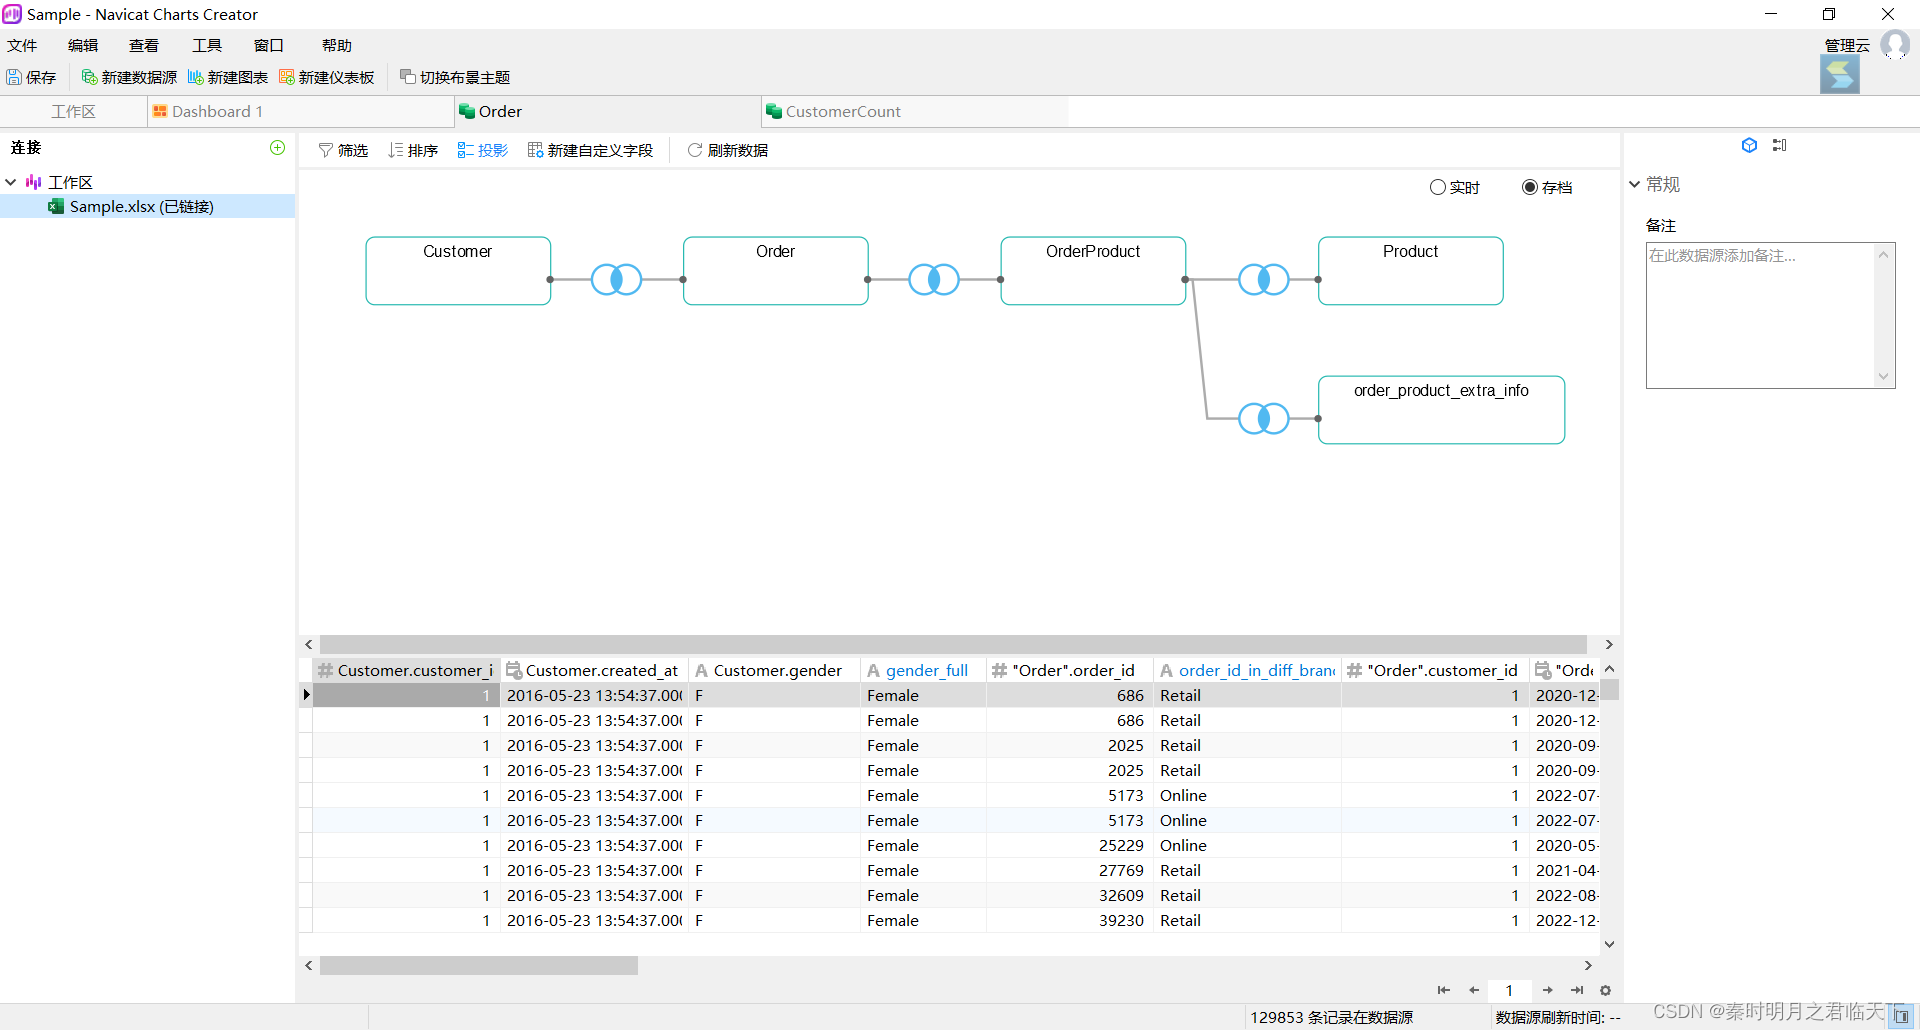 Sample - Navicat Charts Creator
文件 编辑 查看 工具 窗口 帮助
管理云
保存 新建数据源 新建图表 新建仪表板 切换布景主题
工作区 Dashboard 1 Order CustomerCount
连接
筛选 排序 投影 新建自定义字段 刷新数据
工作区
Sample.xlsx (已链接)
实时 存档
常规
备注
在此数据源添加备注...
Customer Order OrderProduct Product
order_product_extra_info
Customer.customer_i Customer.created_at Customer.gender gender_full "Order".order_id order_id_in_diff_branc "Order".customer_id "Orde
1 2016-05-23 13:54:37.000 F Female 686 Retail 1 2020-12-
1 2016-05-23 13:54:37.000 F Female 686 Retail 1 2020-12-
1 2016-05-23 13:54:37.000 F Female 2025 Retail 1 2020-09-
1 2016-05-23 13:54:37.000 F Female 2025 Retail 1 2020-09-
1 2016-05-23 13:54:37.000 F Female 5173 Online 1 2022-07-
1 2016-05-23 13:54:37.000 F Female 5173 Online 1 2022-07-
1 2016-05-23 13:54:37.000 F Female 25229 Online 1 2020-05-
1 2016-05-23 13:54:37.000 F Female 27769 Retail 1 2021-04-
1 2016-05-23 13:54:37.000 F Female 32609 Retail 1 2022-08-
1 2016-05-23 13:54:37.000 F Female 39230 Retail 1 2022-12-
1
129853 条记录在数据源 数据源刷新时间: --
CSDN @秦时明月之君临天